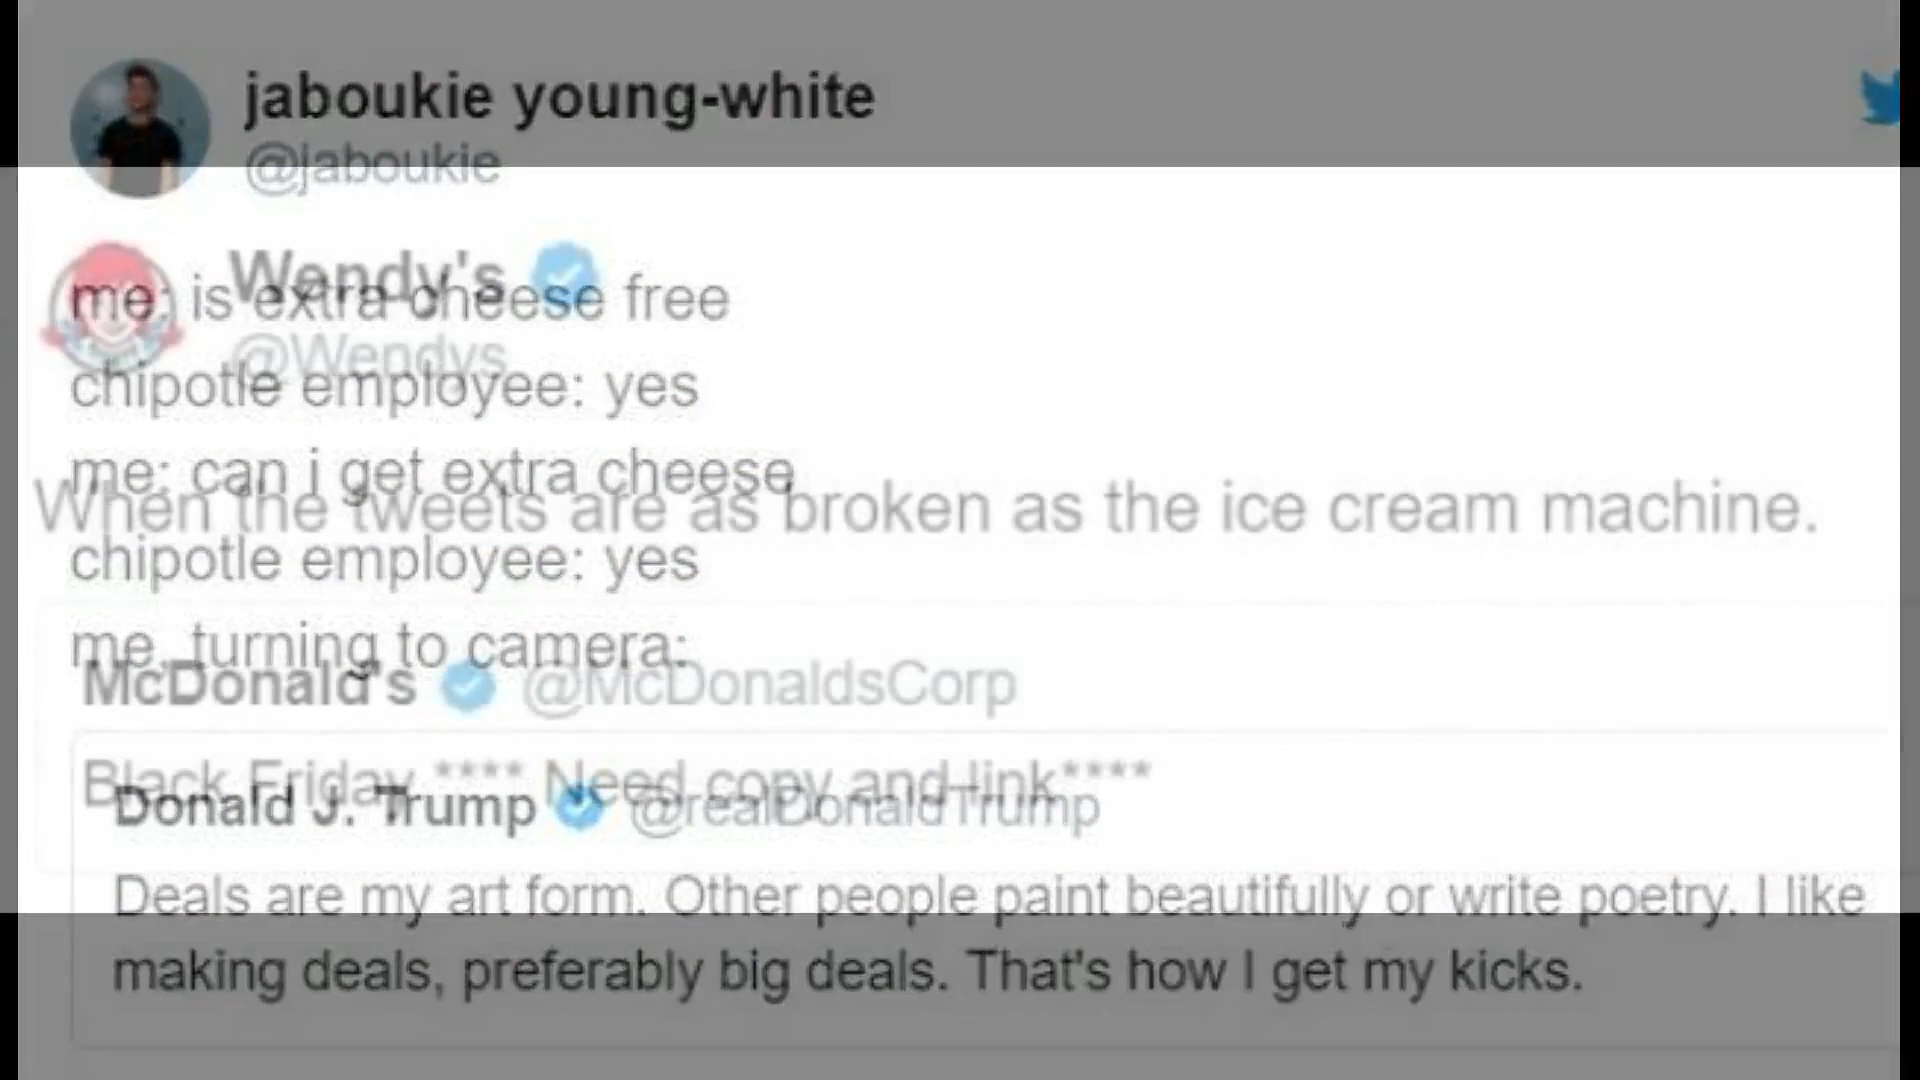 jaboukie young-white
@jaboukie
Wendy's
me: is extra cheese free
@Wendys
chipotle employee: yes
me: can i get extra cheese
When the tweets are as broken as the ice cream machine.
chipotle employee: yes
me, turning to camera:
McDonald's @McDonaldsCorp
Black Friday **** Need copy and link****
Donald J. Trump @realDonaldTrump
Deals are my art form. Other people paint beautifully or write poetry. I like
making deals, preferably big deals. That's how I get my kicks.